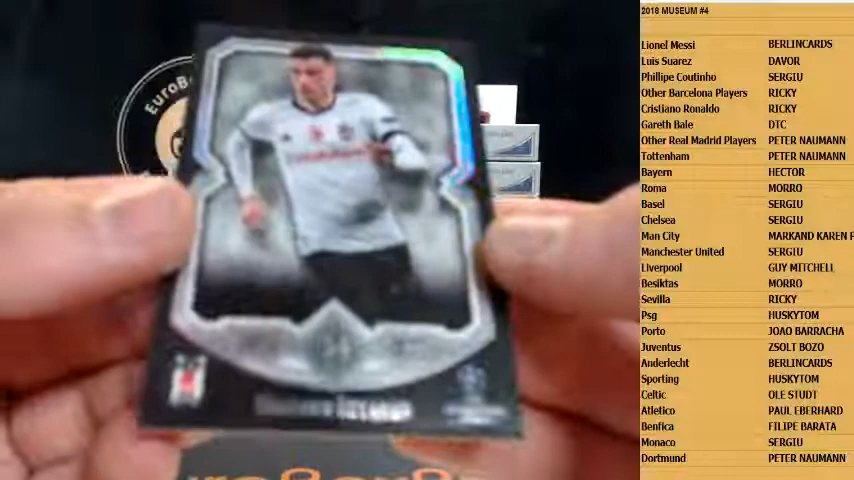 2018 MUSEUM #4
Lionel Messi BERLINCARDS
Luis Suarez DAVOR
Phillipe Coutinho SERGIU
Other Barcelona Players RICKY
Cristiano Ronaldo RICKY
Gareth Bale DTC
Other Real Madrid Players PETER NAUMANN
Tottenham PETER NAUMANN
Bayern HECTOR
Roma MORRO
Basel SERGIU
Chelsea SERGIU
Man City MARKAND KAREN
Manchester United SERGIU
Liverpool GUY MITCHELL
Besiktas MORRO
Sevilla RICKY
Psg HUSKYTOM
Porto JOAO BARRACHA
Juventus ZSOLT BOZO
Anderlecht BERLINCARDS
Sporting HUSKYTOM
Celtic OLE STUDT
Atletico PAUL EBERHARD
Benfica FILIPE BARATA
Monaco SERGIU
Dortmund PETER NAUMANN